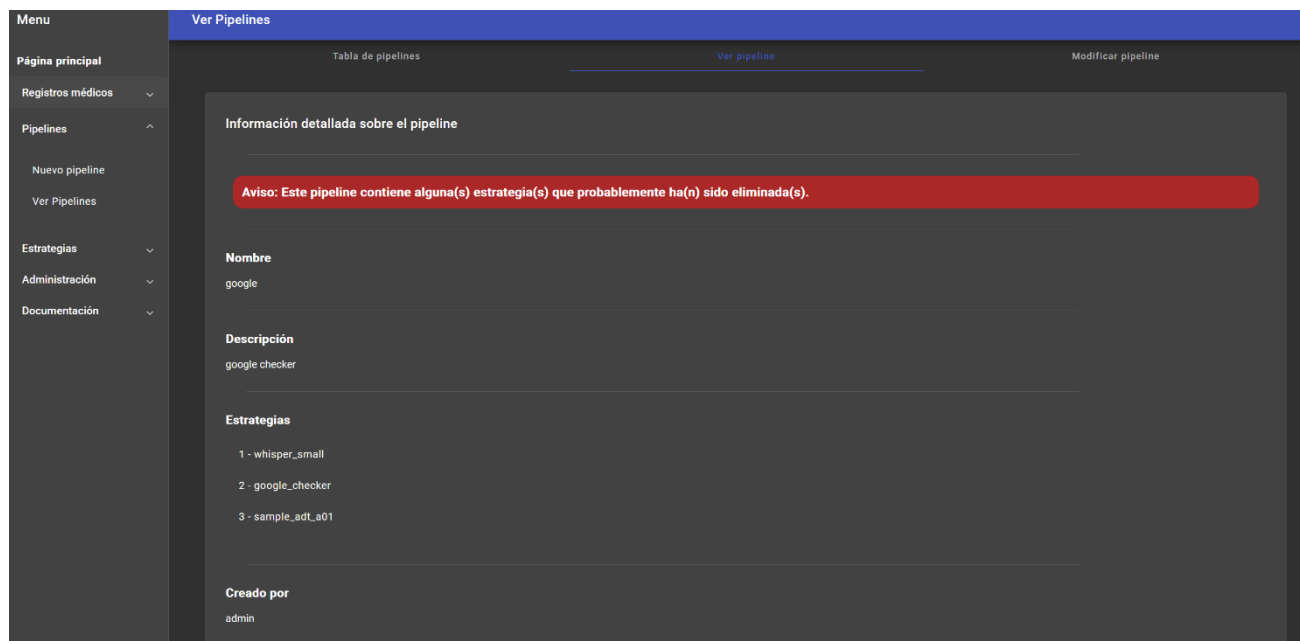 Menu
Ver Pipelines
Página principal
Registros médicos
Pipelines
Nuevo pipeline
Ver Pipelines
Estrategias
Administración
Documentación
Tabla de pipelines
Ver pipeline
Modificar pipeline
Información detallada sobre el pipeline
Aviso: Este pipeline contiene alguna(s) estrategia(s) que probablemente ha(n) sido eliminada(s).
Nombre
google
Descripción
google checker
Estrategias
1 - whisper_small
2 - google_checker
3 - sample_adt_a01
Creado por
admin